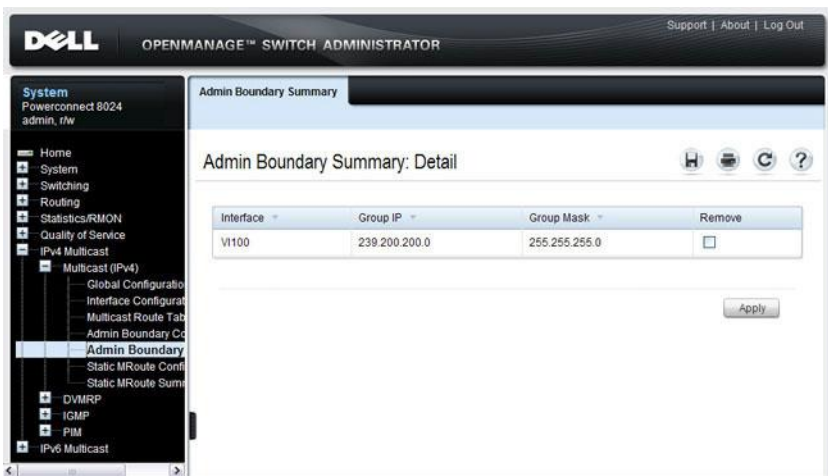 Support | About | Log Out
DELL OPENMANAGE™ SWITCH ADMINISTRATOR
System
Powerconnect 8024
admin, r/w
Home
System
Switching
Routing
Statistics/RMON
Quality of Service
IPv4 Multicast
Multicast (IPv4)
Global Configuratio
Interface Configurat
Multicast Route Tab
Admin Boundary Co
Admin Boundary
Static MRoute Confi
Static MRoute Sum
DVMRP
IGMP
PIM
IPv6 Multicast
Admin Boundary Summary
Admin Boundary Summary: Detail
Interface Group IP Group Mask Remove
Vl100 239.200.200.0 255.255.255.0
Apply